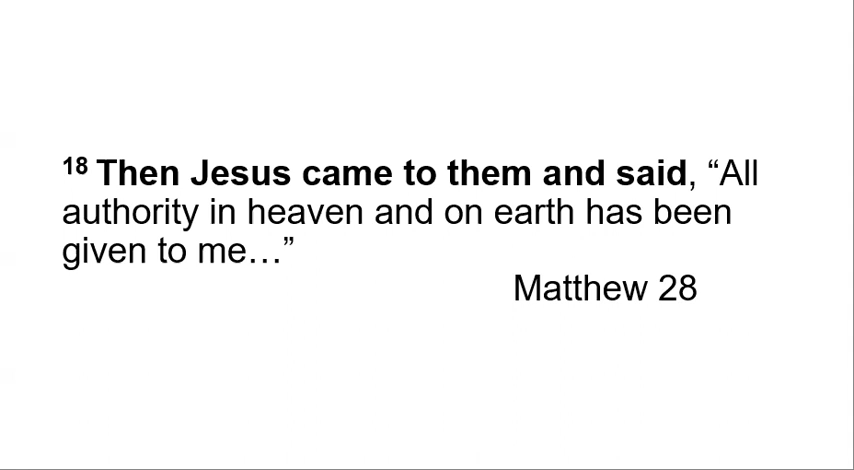 18 Then Jesus came to them and said, “All
authority in heaven and on earth has been
given to me…”
Matthew 28